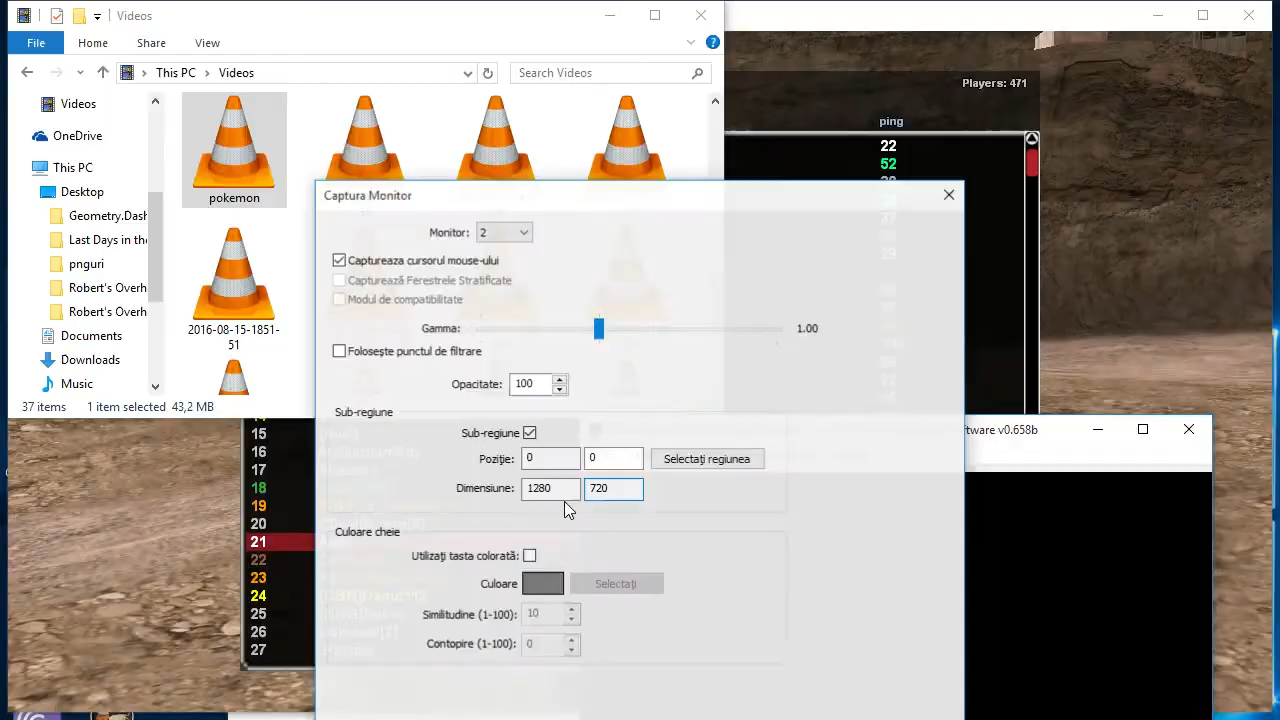 Videos
File
Home
Share
View
This PC
Videos
Search Videos
Videos
OneDrive
This PC
Desktop
Geometry.Dash
Last Days in the
pnguri
Robert's Overh
Robert's Overh
Documents
Downloads
Music
pokemon
2016-08-15-1851-
51
37 items
1 item selected
43,2 MB
Players: 471
ping
22
52
Captura Monitor
Monitor:
2
Captureaza cursorul mouse-ului
Capturează Ferestrele Stratificate
Modul de compatibilitate
Gamma:
1.00
Folosește punctul de filtrare
Opacitate:
100
Sub-regiune
Sub-regiune
Poziție:
0
0
Selectați regiunea
Dimensiune:
1280
720
Culoare cheie
Utilizați tasta colorată:
Culoare
Selectați
Similitudine (1-100):
10
Contopire (1-100):
0
ftware v0.658b
15
16
17
18
19
20
21
22
23
24
25
26
27